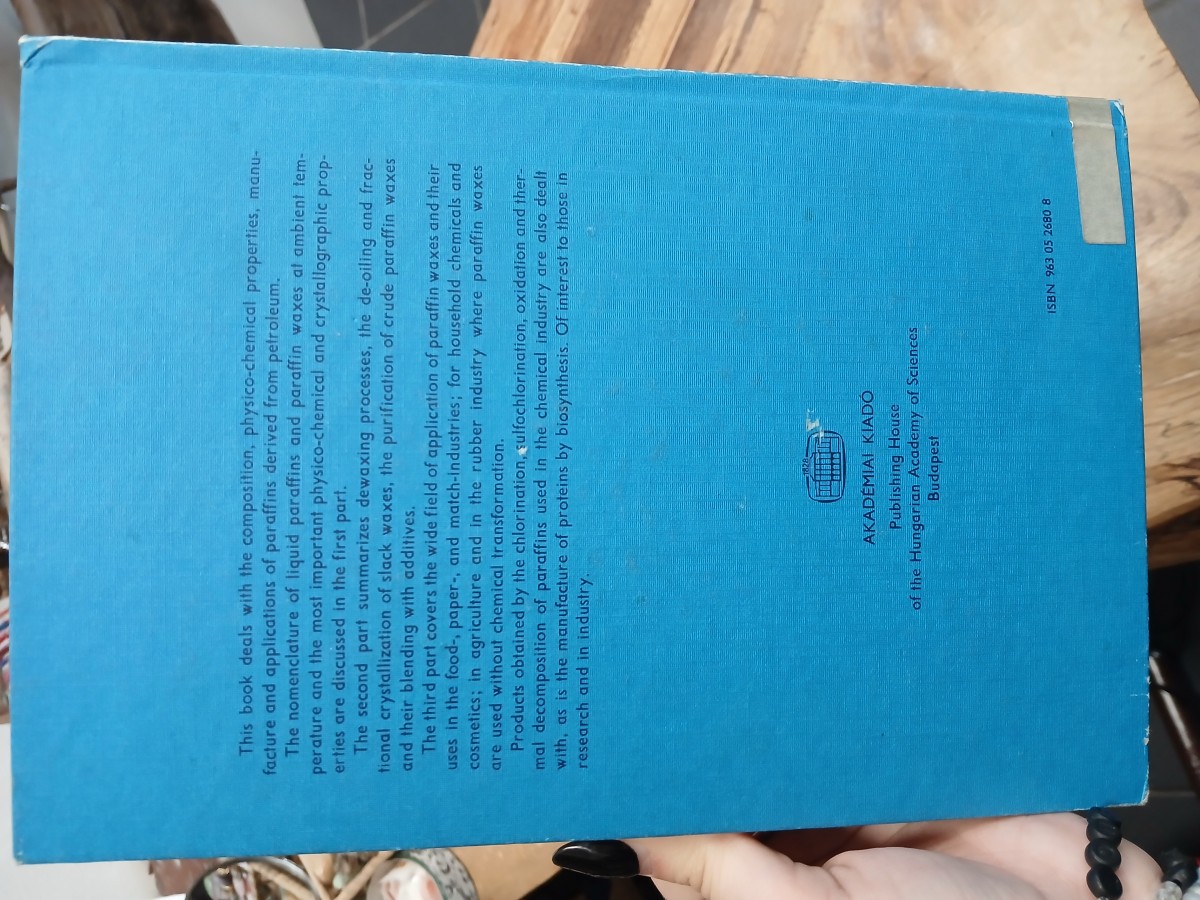 This book deals with the composition, physico-chemical properties, manu-
facture and applications of paraffins derived from petroleum.
The nomenclature of liquid paraffins and paraffin waxes at ambient tem-
perature and the most important physico-chemical and crystallographic prop-
erties are discussed in the first part.
The second part summarizes dewaxing processes, the de-oiling and frac-
tional crystallization of slack waxes, the purification of crude paraffin waxes
and their blending with additives.
The third part covers the wide field of application of paraffin waxes and their
uses in the food-, paper-, and match-industries; for household chemicals and
cosmetics; in agriculture and in the rubber industry where paraffin waxes
are used without chemical transformation.
Products obtained by the chlorination, sulfochlorination, oxidation and ther-
mal decomposition of paraffins used in the chemical industry are also dealt
with, as is the manufacture of proteins by biosynthesis. Of interest to those in
research and in industry.
1828
AKADÉMIAI KIADÓ
Publishing House
of the Hungarian Academy of Sciences
Budapest
ISBN 963 05 2680 8